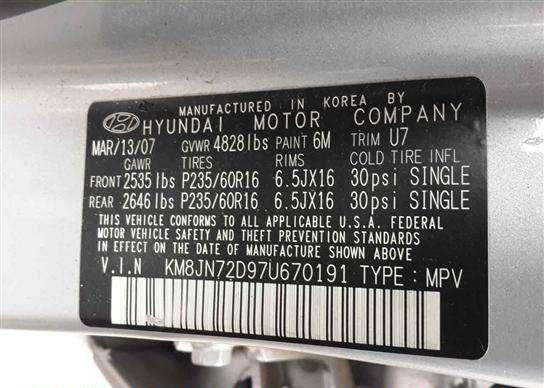 MANUFACTURED IN KOREA BY
HYUNDAI MOTOR COMPANY
MAR/13/07 GVWR 4828lbs PAINT 6M TRIM U7
GAWR TIRES RIMS COLD TIRE INFL
FRONT 2535lbs P235/60R16 6.5JX16 30psi SINGLE
REAR 2646lbs P235/60R16 6.5JX16 30psi SINGLE
THIS VEHICLE CONFORMS TO ALL APPLICABLE U.S.A. FEDERAL
MOTOR VEHICLE SAFETY AND THEFT PREVENTION STANDARDS
IN EFFECT ON THE DATE OF MANUFACTURE SHOWN ABOVE
V.I.N KM8JN72D97U670191 TYPE : MPV